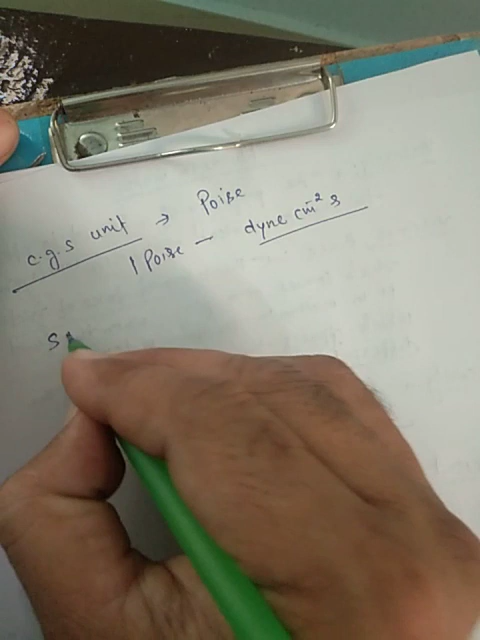 c.g.s unit → Poise
1 Poise — dyne cm⁻² s
S